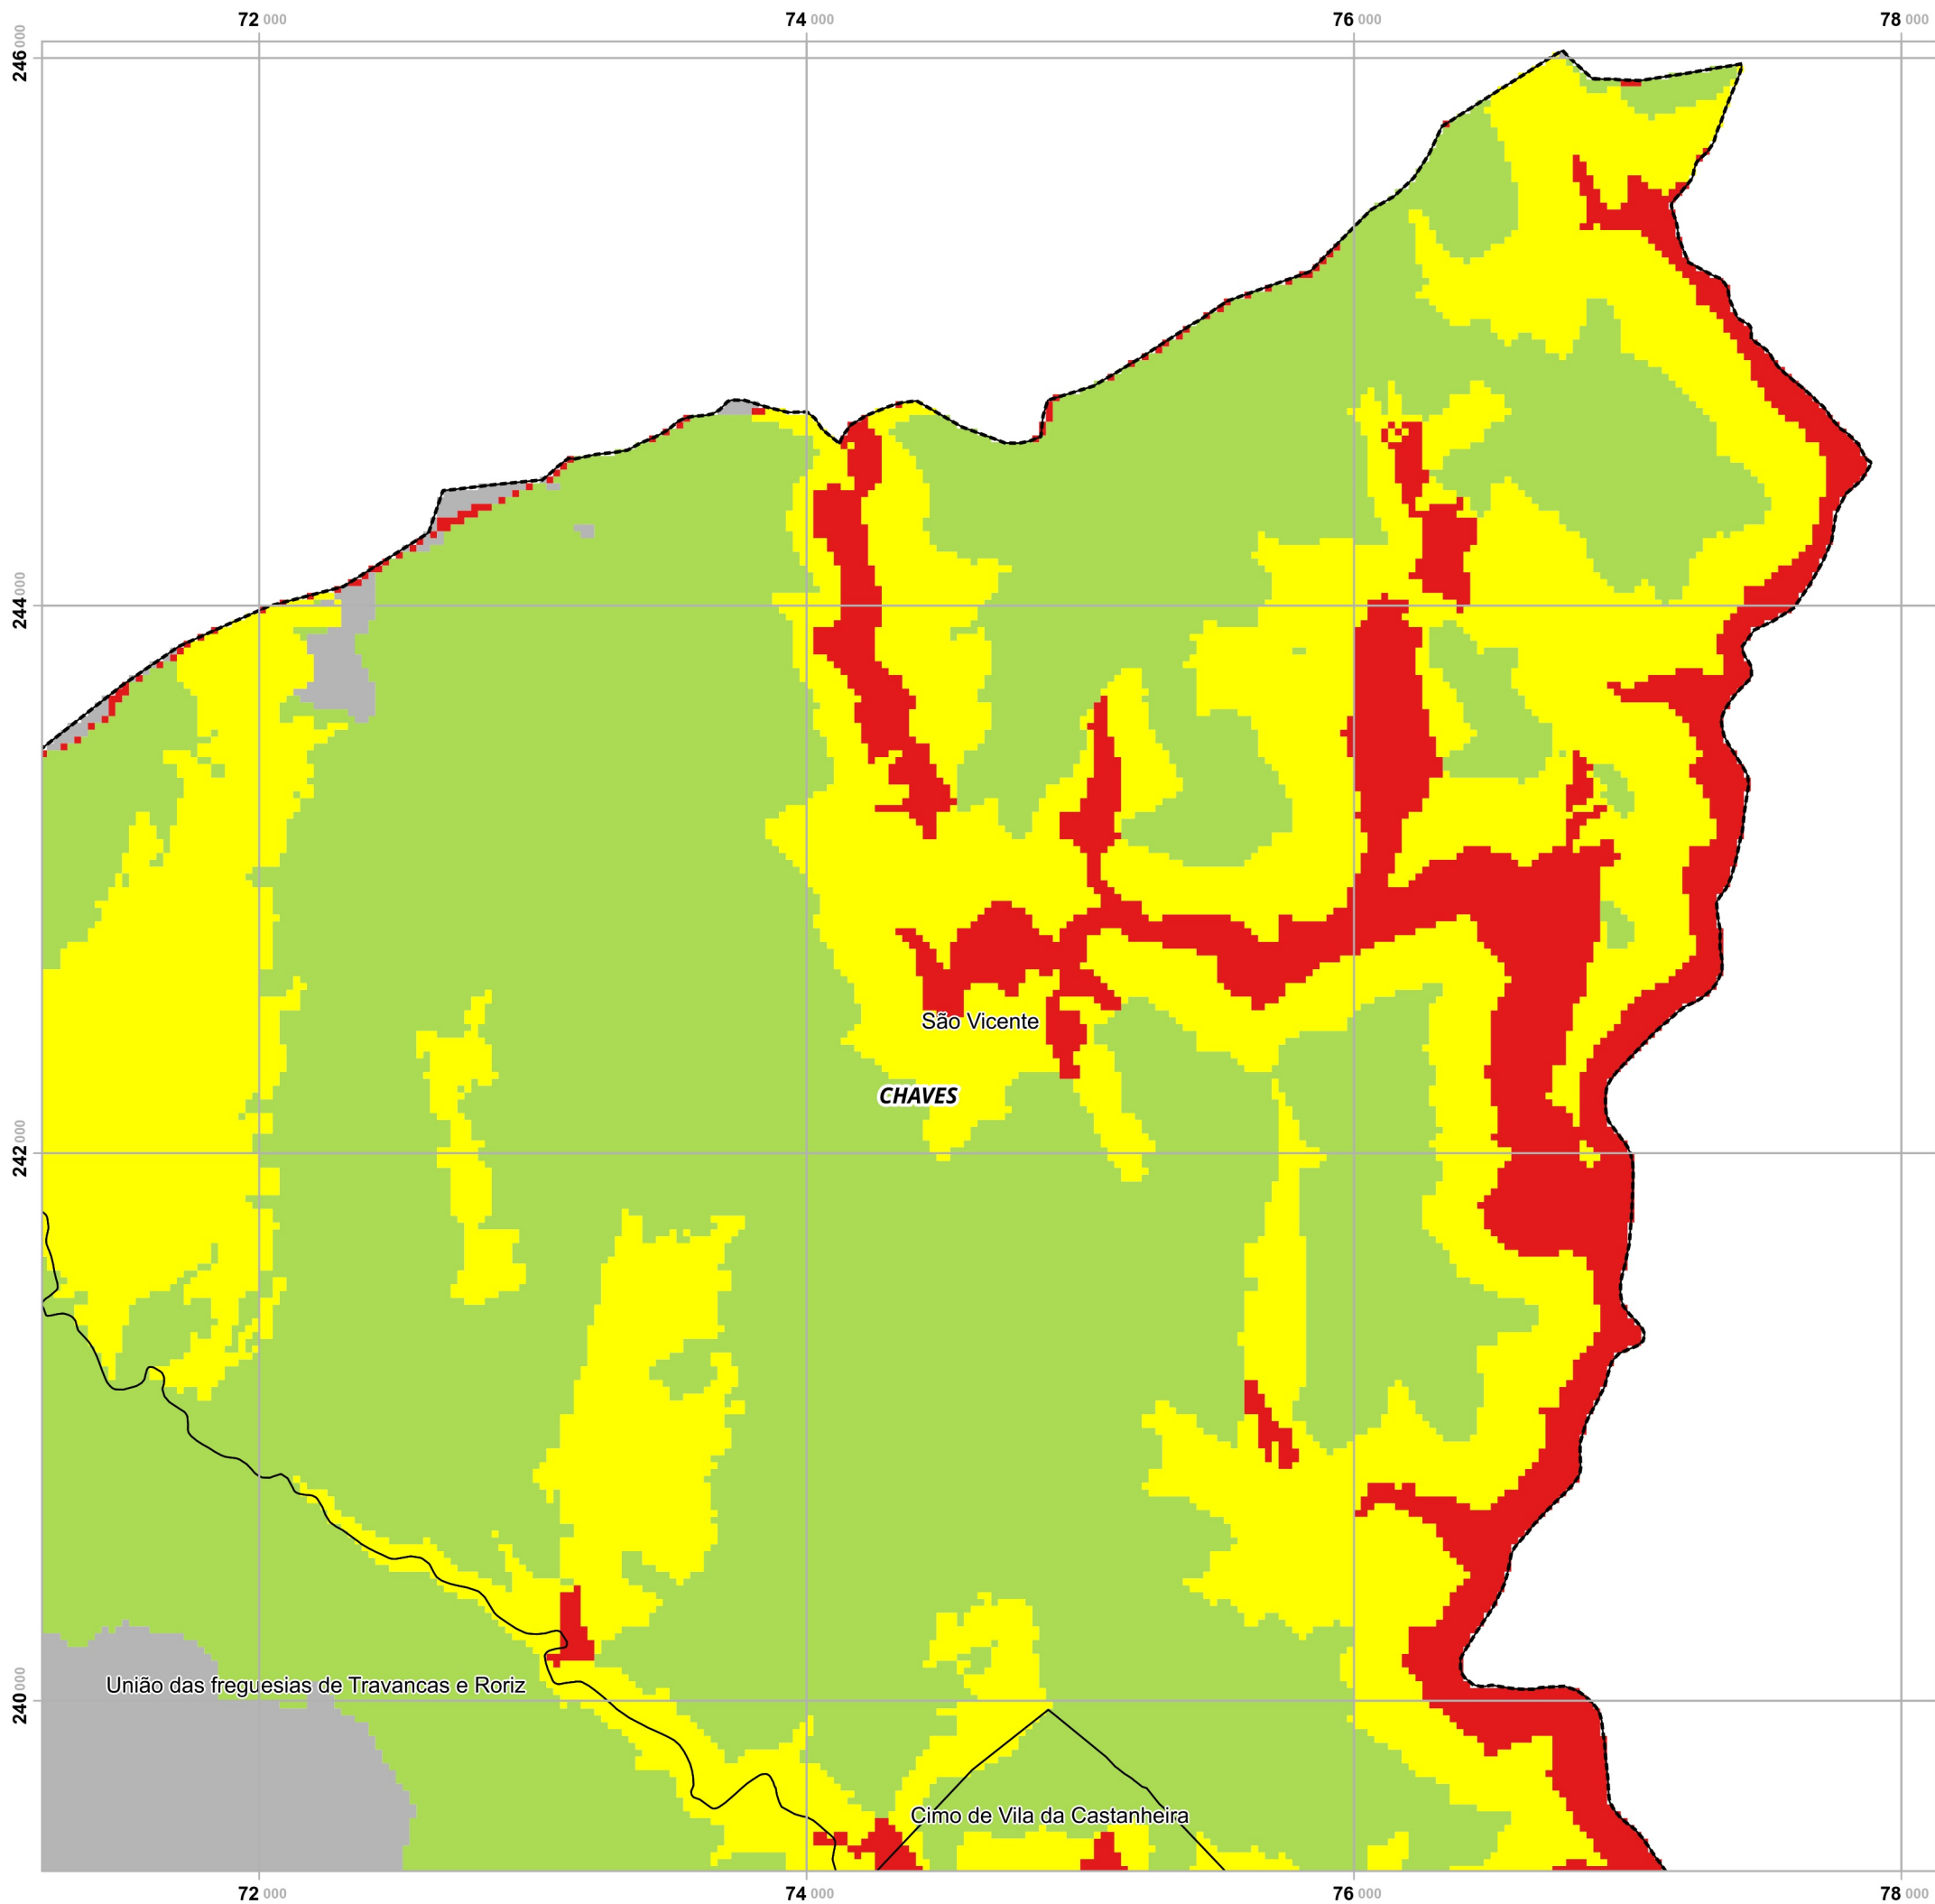 72 000 74 000 76 000 78 000
246 000
244 000
São Vicente
CHAVES
242 000
União das freguesias de Travancas e Roriz
240 000
Cimo de Vila da Castanheira
72 000 74 000 76 000 78 000